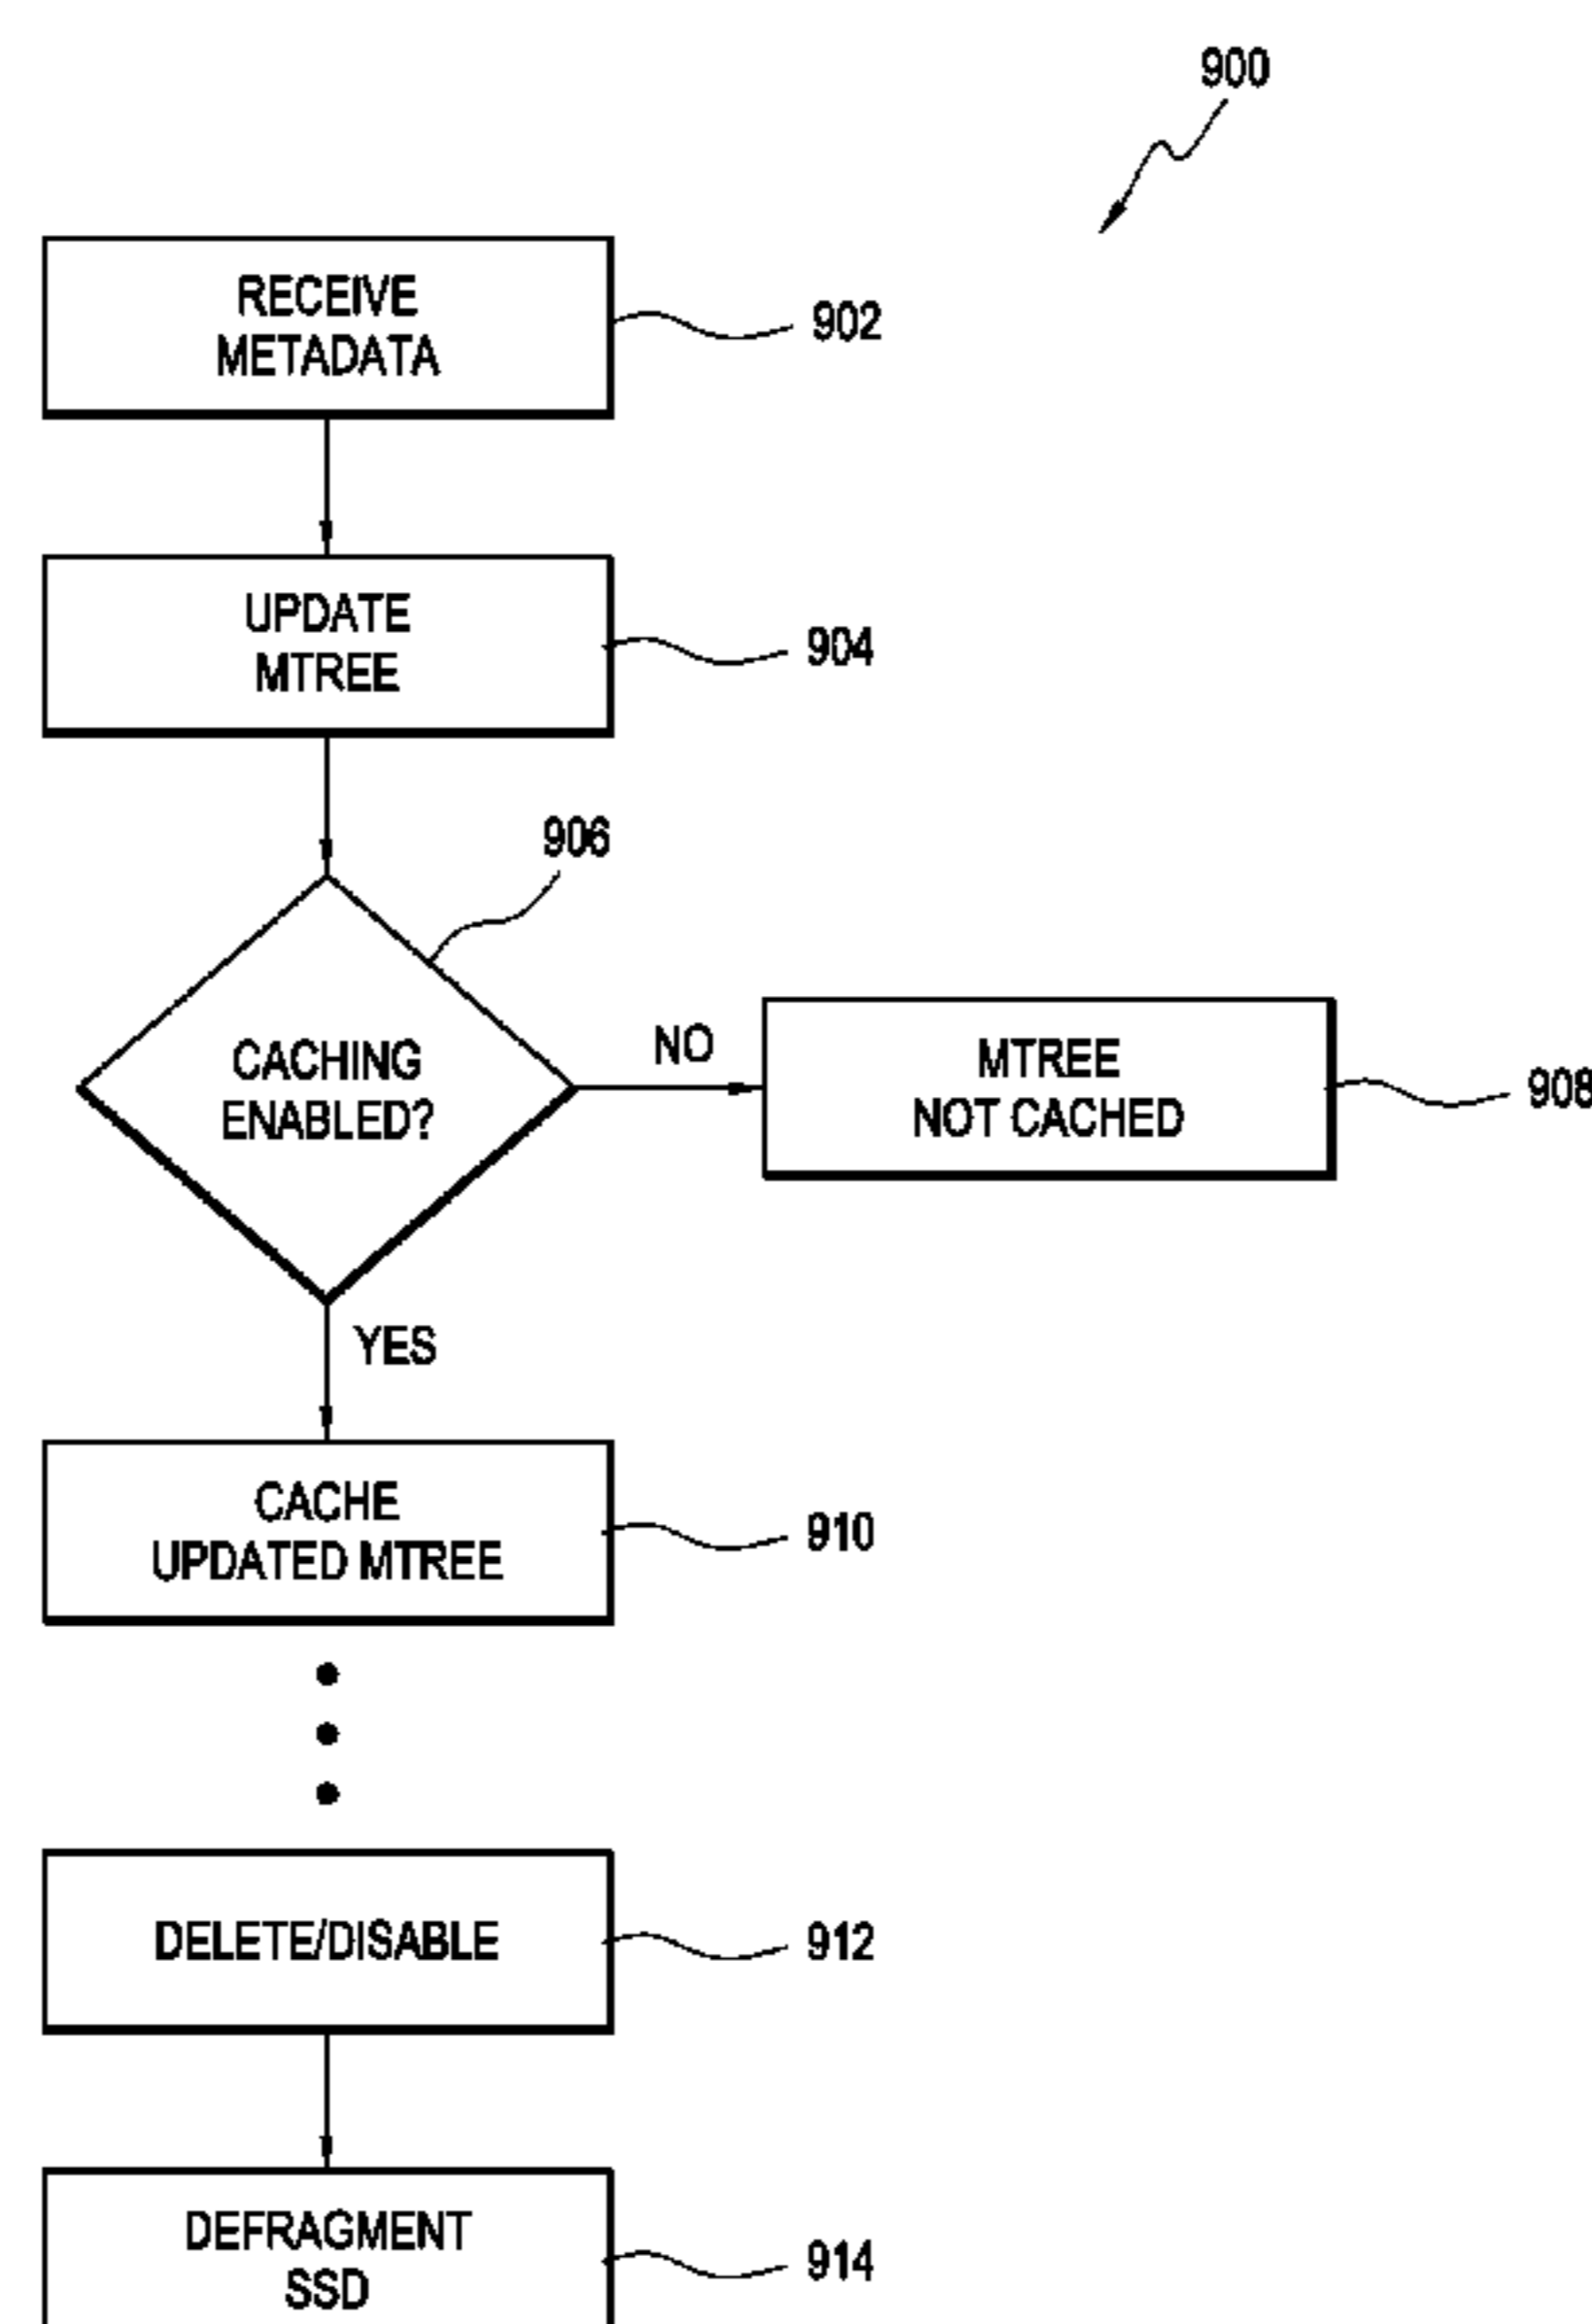 900
RECEIVE
METADATA
902
UPDATE
MTREE
904
906
CACHING
ENABLED?
NO
MTREE
NOT CACHED
908
YES
CACHE
UPDATED MTREE
910
DELETE/DISABLE
912
DEFRAGMENT
SSD
914